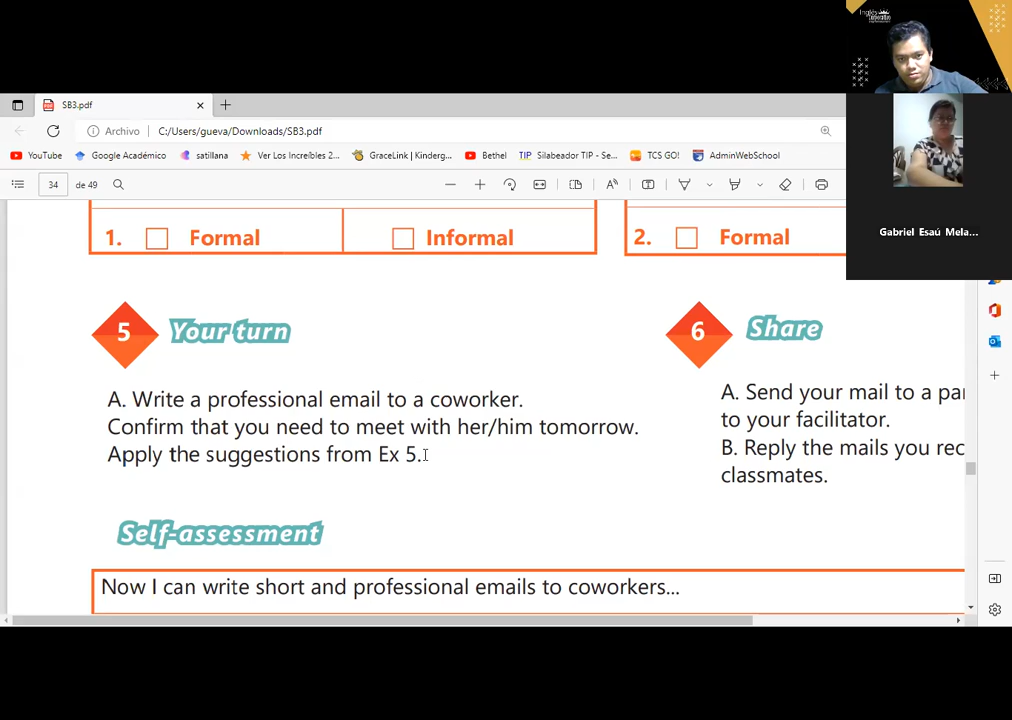 Inglés
SB3.pdf
Archivo
C:/Users/gueva/Downloads/SB3.pdf
YouTube
Google Académico
satillana
Ver Los Increíbles 2...
GraceLink | Kinderg...
Bethel
TIP
Silabeador TIP - Se...
TCS GO!
AdminWebSchool
34 de 49
Gabriel Esaú Mela...
1. Formal Informal
2. Formal
5 Your turn
A. Write a professional email to a coworker.
Confirm that you need to meet with her/him tomorrow.
Apply the suggestions from Ex 5.
6 Share
A. Send your mail to a par
to your facilitator.
B. Reply the mails you rec
classmates.
Self-assessment
Now I can write short and professional emails to coworkers...